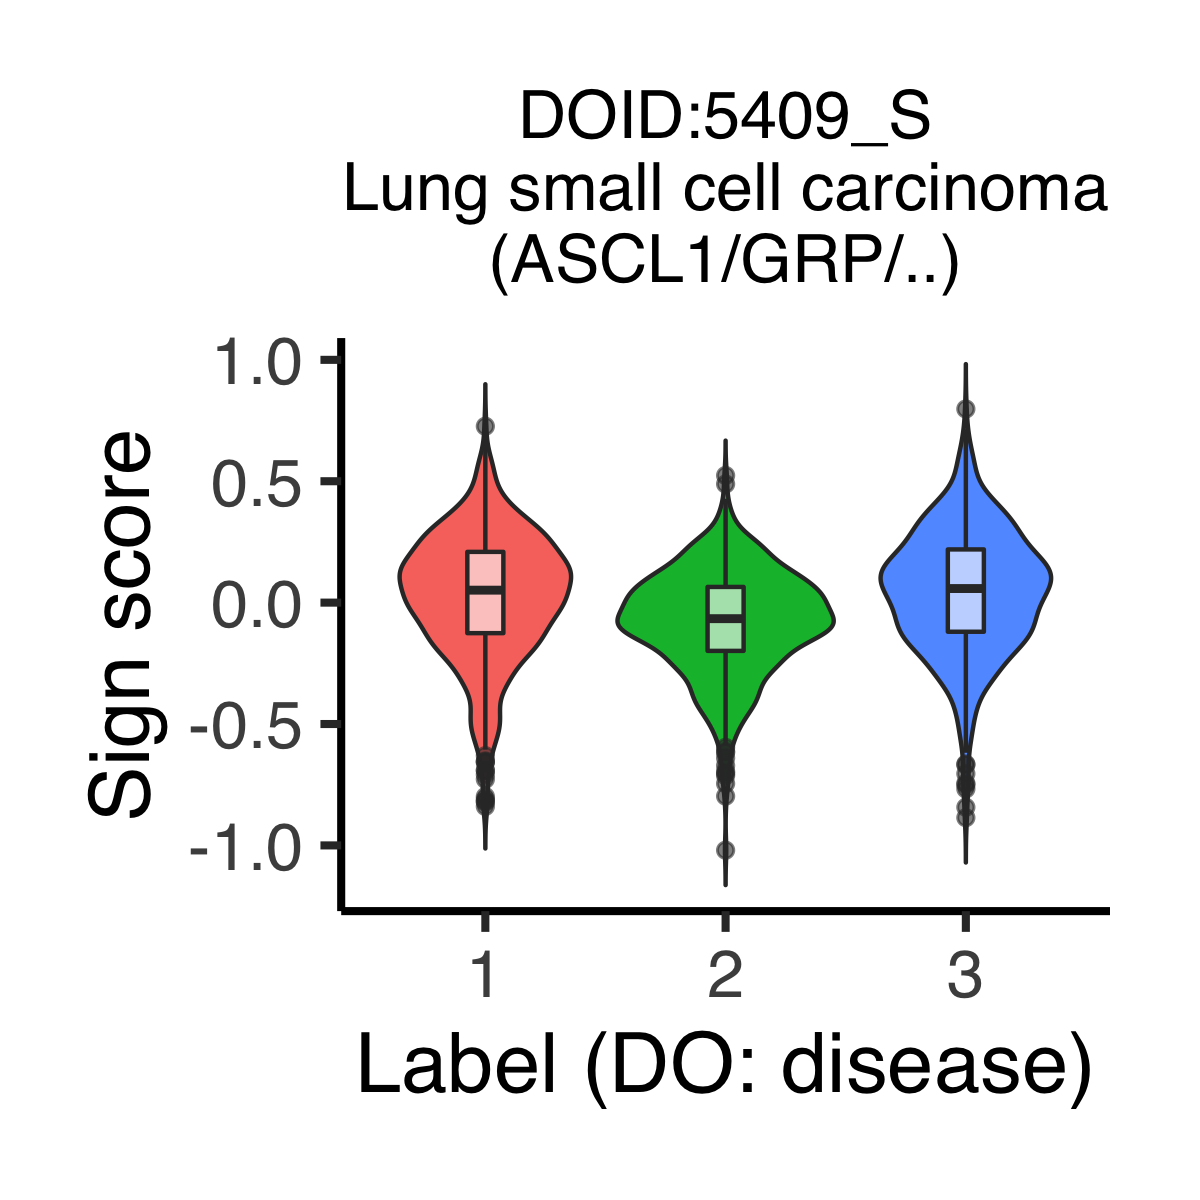 DOID:5409_S
Lung small cell carcinoma
(ASCL1/GRP/..)
Sign score
1.0
0.5
0.0
-0.5
-1.0
1 2 3
Label (DO: disease)